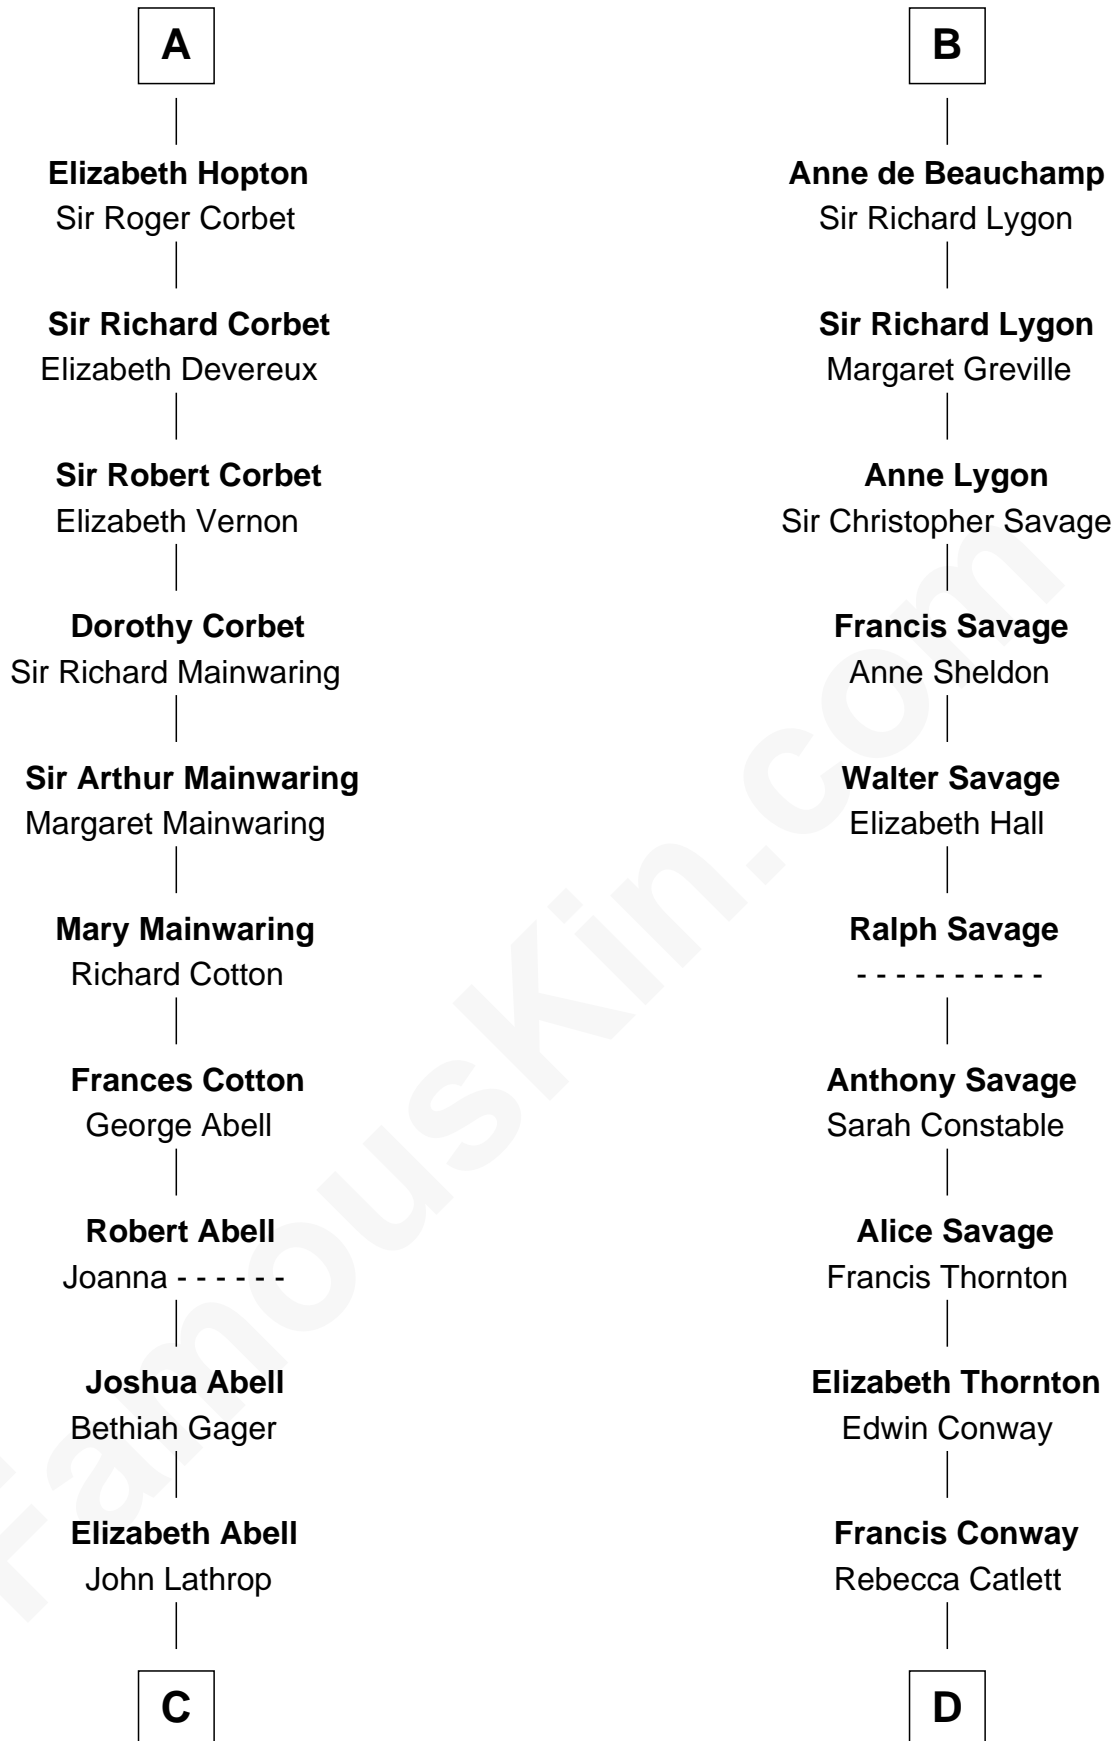 A
Elizabeth Hopton
Sir Roger Corbet
Sir Richard Corbet
Elizabeth Devereux
Sir Robert Corbet
Elizabeth Vernon
Dorothy Corbet
Sir Richard Mainwaring
Sir Arthur Mainwaring
Margaret Mainwaring
Mary Mainwaring
Richard Cotton
Frances Cotton
George Abell
Robert Abell
Joanna - - - - - -
Joshua Abell
Bethiah Gager
Elizabeth Abell
John Lathrop
C
B
Anne de Beauchamp
Sir Richard Lygon
Sir Richard Lygon
Margaret Greville
Anne Lygon
Sir Christopher Savage
Francis Savage
Anne Sheldon
Walter Savage
Elizabeth Hall
Ralph Savage
- - - - - - - - - -
Anthony Savage
Sarah Constable
Alice Savage
Francis Thornton
Elizabeth Thornton
Edwin Conway
Francis Conway
Rebecca Catlett
D
FamousKin.com